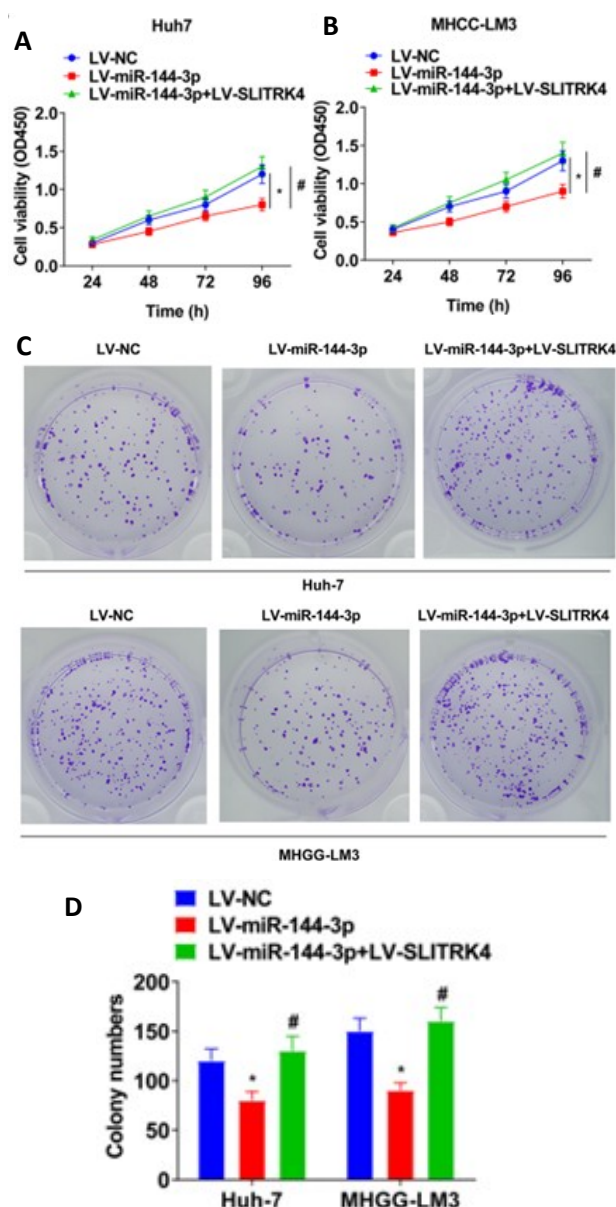 A
Huh7
LV-NC
LV-miR-144-3p
LV-miR-144-3p+LV-SLITRK4
Cell viability (OD450)
2.0
1.5
1.0
0.5
0.0
*
#
24 48 72 96
Time (h)
B
MHCC-LM3
LV-NC
LV-miR-144-3p
LV-miR-144-3p+LV-SLITRK4
Cell viability (OD450)
2.0
1.5
1.0
0.5
0.0
*
#
24 48 72 96
Time (h)
C
LV-NC LV-miR-144-3p LV-miR-144-3p+LV-SLITRK4
Huh-7
LV-NC LV-miR-144-3p LV-miR-144-3p+LV-SLITRK4
MHGG-LM3
D
LV-NC
LV-miR-144-3p
LV-miR-144-3p+LV-SLITRK4
Colony numbers
200
150
100
50
0
* # * #
Huh-7 MHGG-LM3